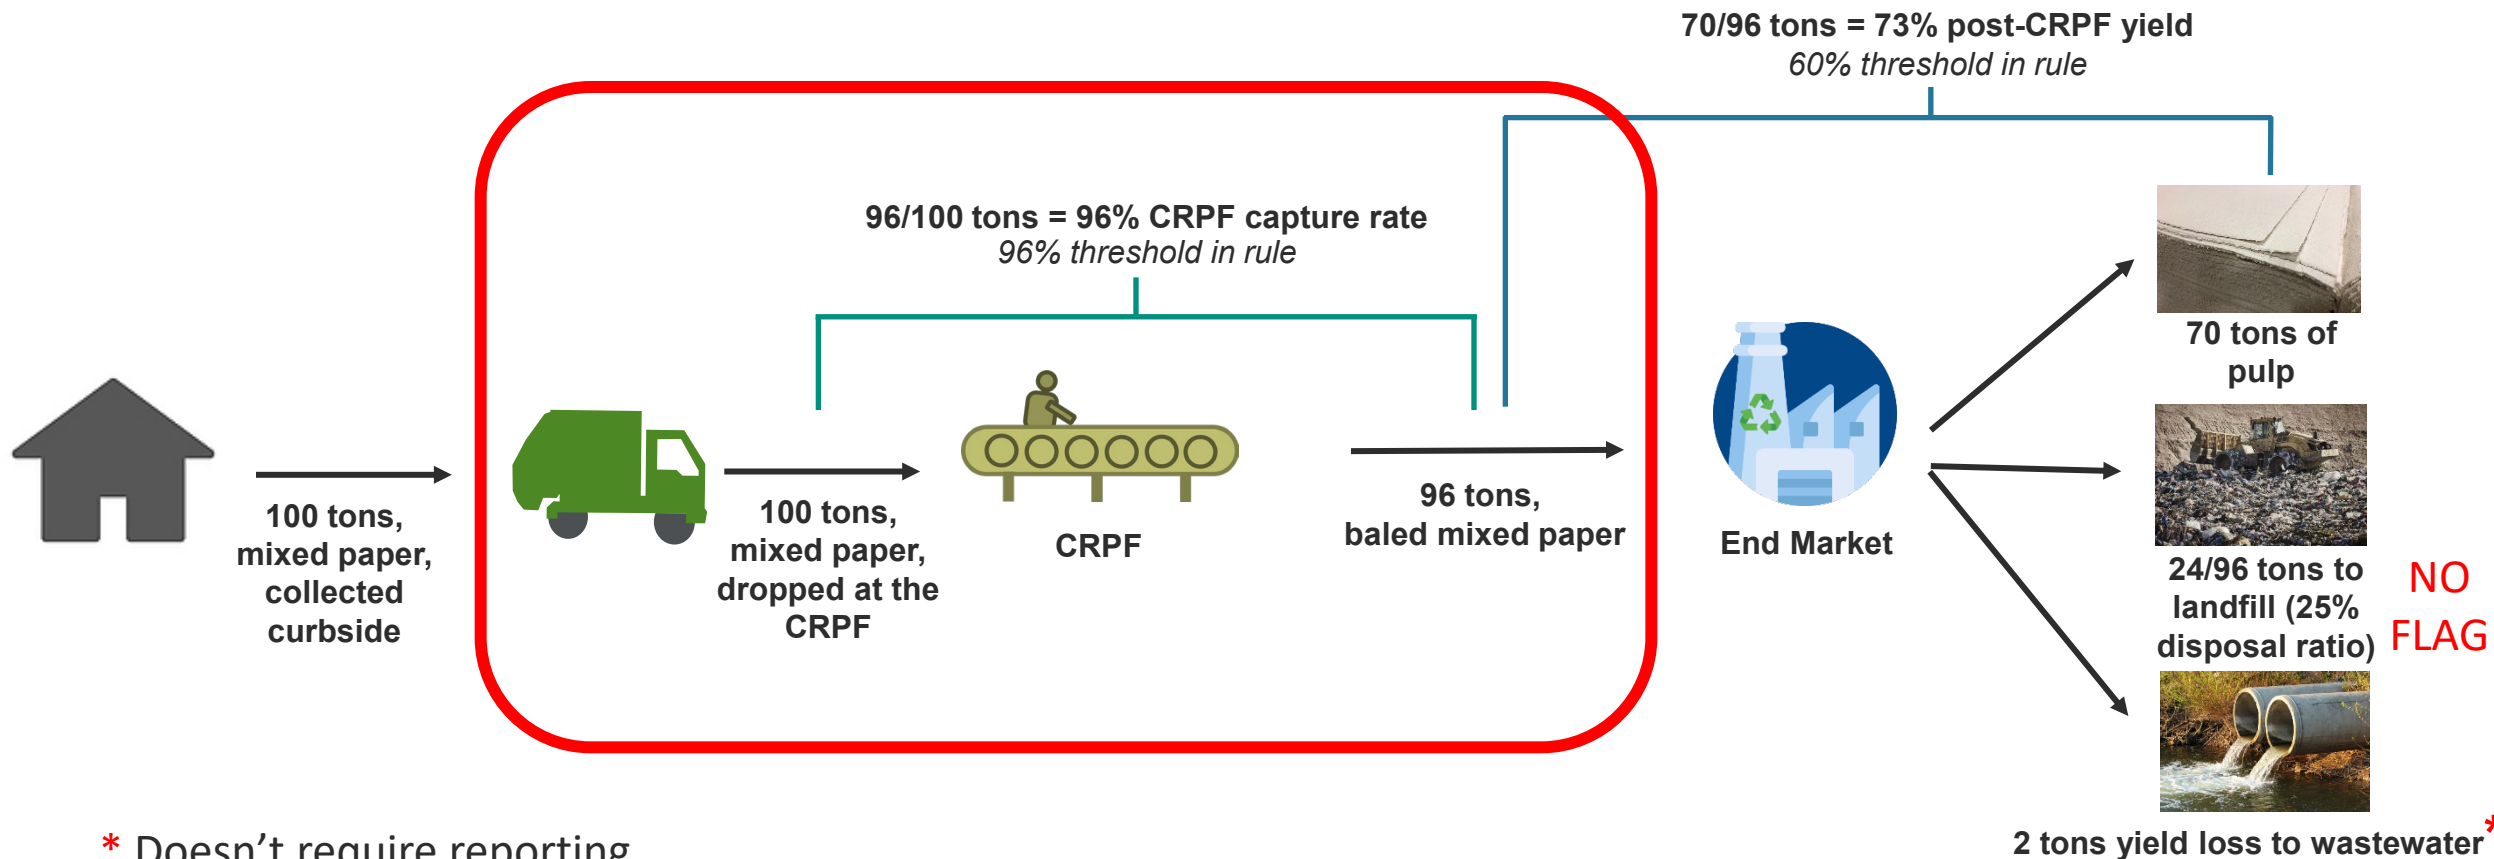 70/96 tons = 73% post-CRPF yield
60% threshold in rule
96/100 tons = 96% CRPF capture rate
96% threshold in rule
100 tons,
mixed paper,
collected
curbside
100 tons,
mixed paper,
dropped at the
CRPF
CRPF
96 tons,
baled mixed paper
End Market
70 tons of
pulp
24/96 tons to
landfill (25%
disposal ratio)
NO
FLAG
2 tons yield loss to wastewater*
* Doesn't require reporting